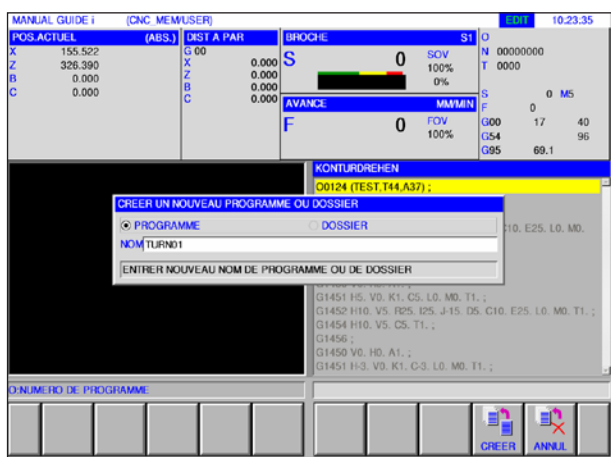 MANUAL GUIDE i (CNC_MEM/USER) EDIT 10:23:35
POS.ACTUEL (ABS.)
X 155.522
Z 326.390
B 0.000
C 0.000
DIST A PAR
G 00
X 0.000
Z 0.000
B 0.000
C 0.000
BROCHE S1
S 0 SOV
100%
0%
AVANCE MM/MIN
F 0 FOV
100%
O
N 00000000
T 0000
S 0 M5
F 0
G00 17 40
G54 96
G95 69.1
KONTURDREHEN
O0124 (TEST,T44,A37) ;
CREER UN NOUVEAU PROGRAMME OU DOSSIER
PROGRAMME DOSSIER
NOM TURN01
ENTRER NOUVEAU NOM DE PROGRAMME OU DE DOSSIER
E25. L0. M0.
G1451 H5. V0. K1. C5. L0. M0. T1. ;
G1452 H10. V5. R25. I25. J-15. D5. C10. E25. L0. M0. T1. ;
G1454 H10. V5. C5. T1. ;
G1456 ;
G1450 V0. H0. A1. ;
G1451 H-3. V0. K1. C-3. L0. M0. T1. ;
O:NUMERO DE PROGRAMME
CREER ANNUL